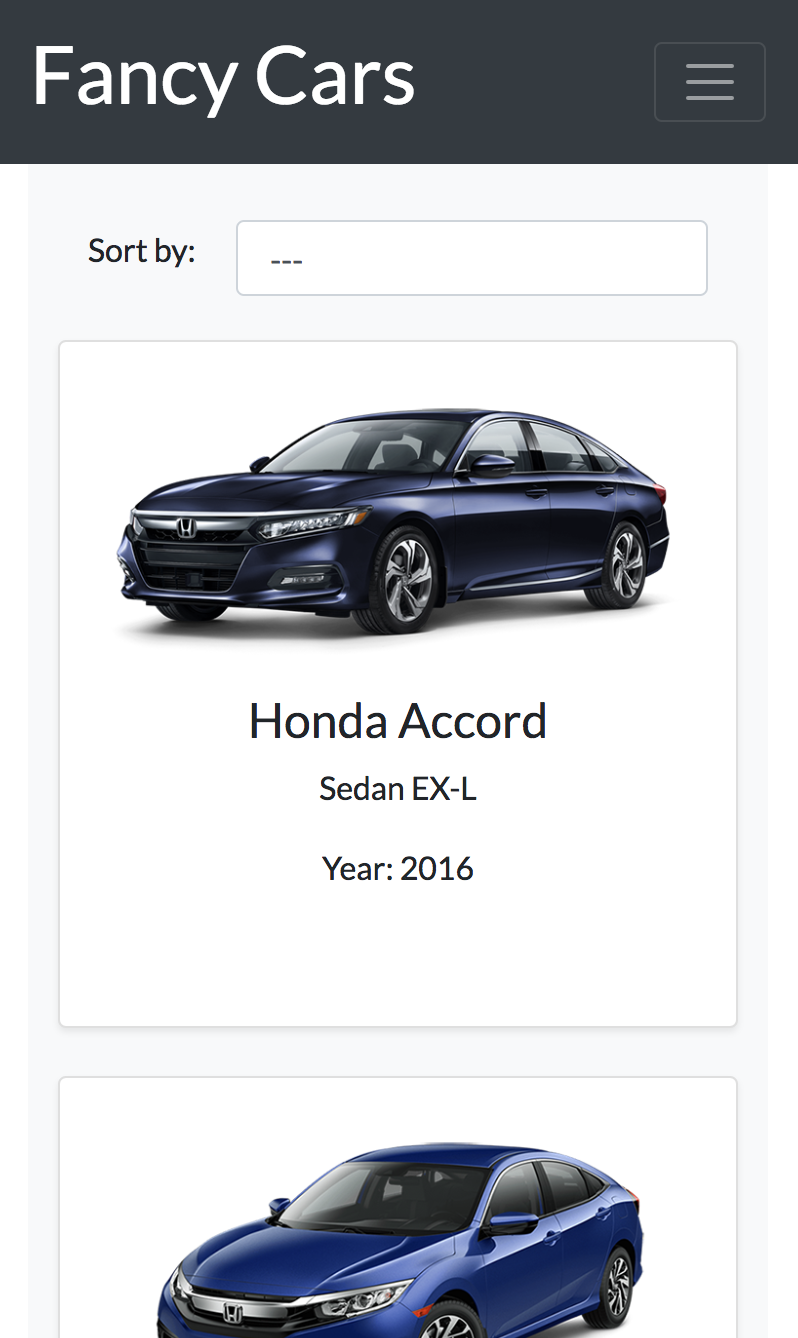 Fancy Cars
Sort by:
---
Honda Accord
Sedan EX-L
Year: 2016